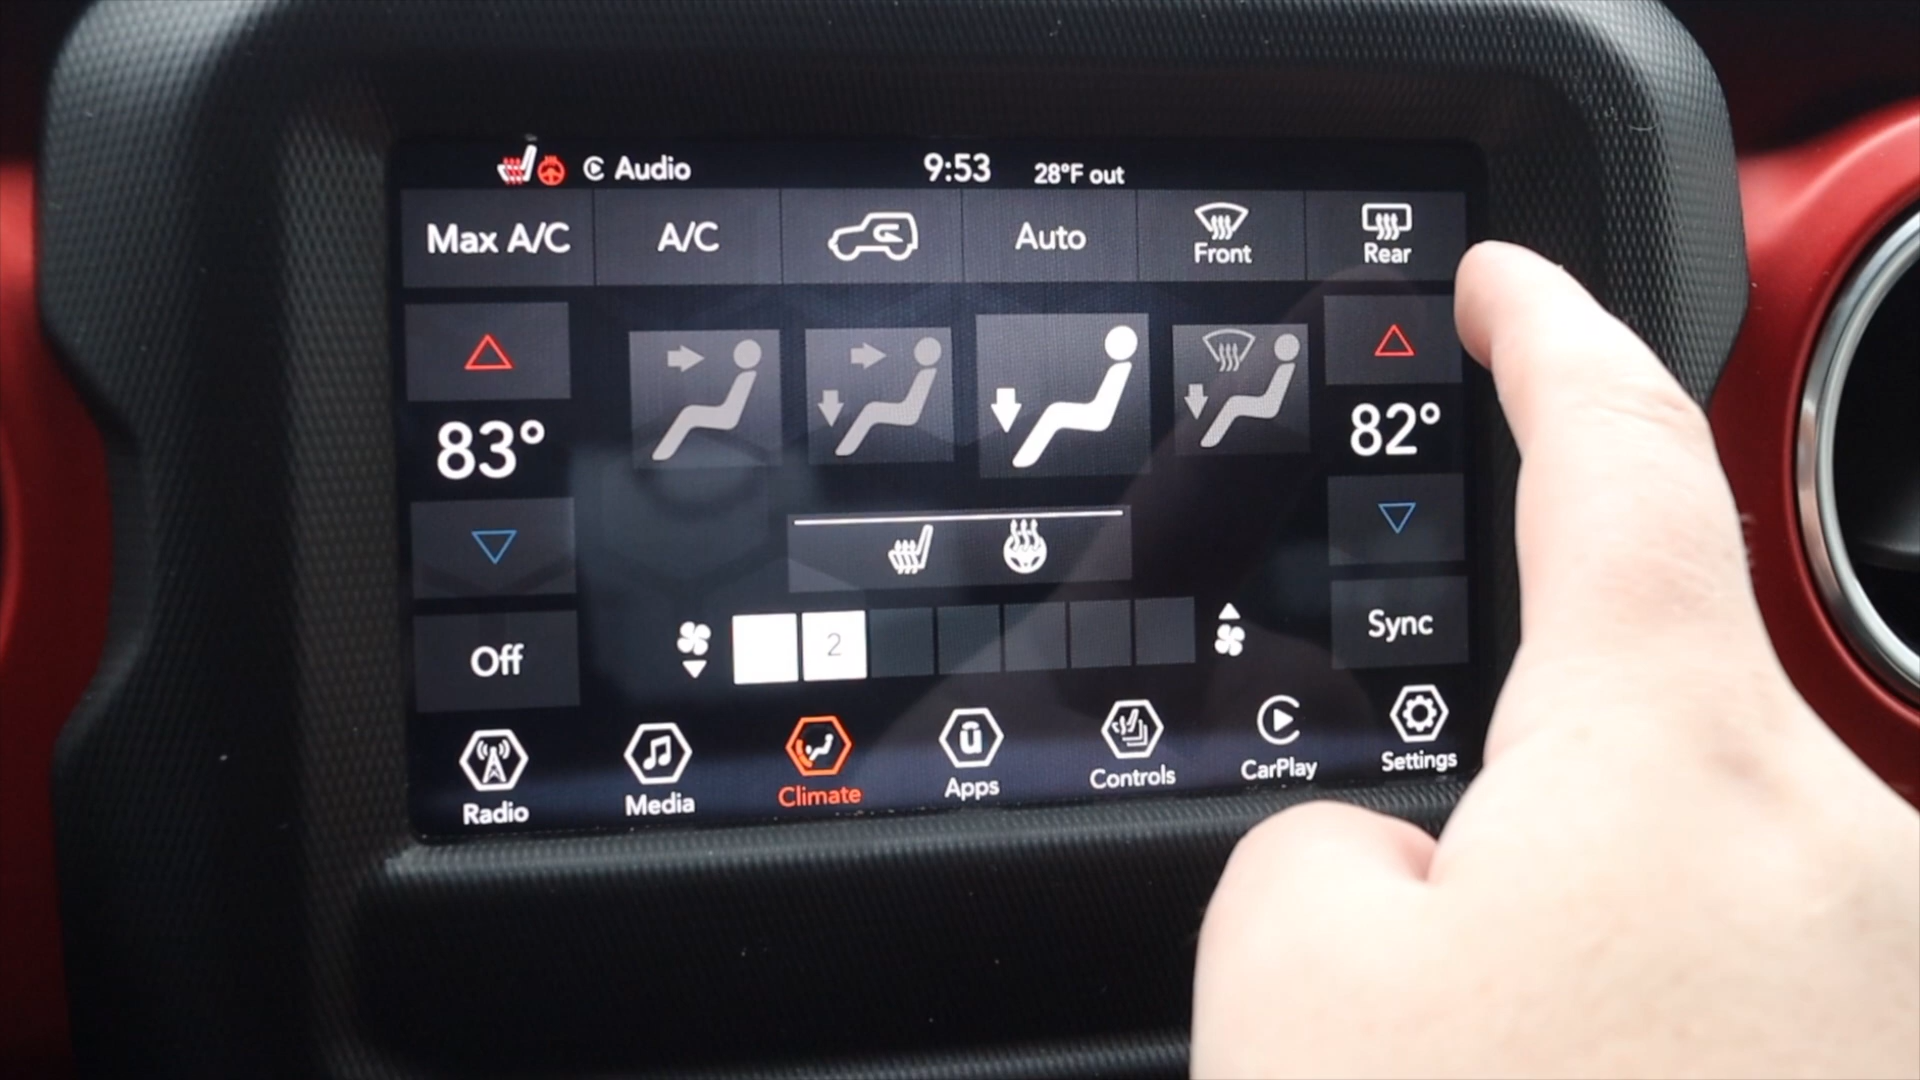 Audio 9:53 28°F out
Max A/C A/C Auto Front Rear
83° 82°
Off 2 Sync
Radio Media Climate Apps Controls CarPlay Settings